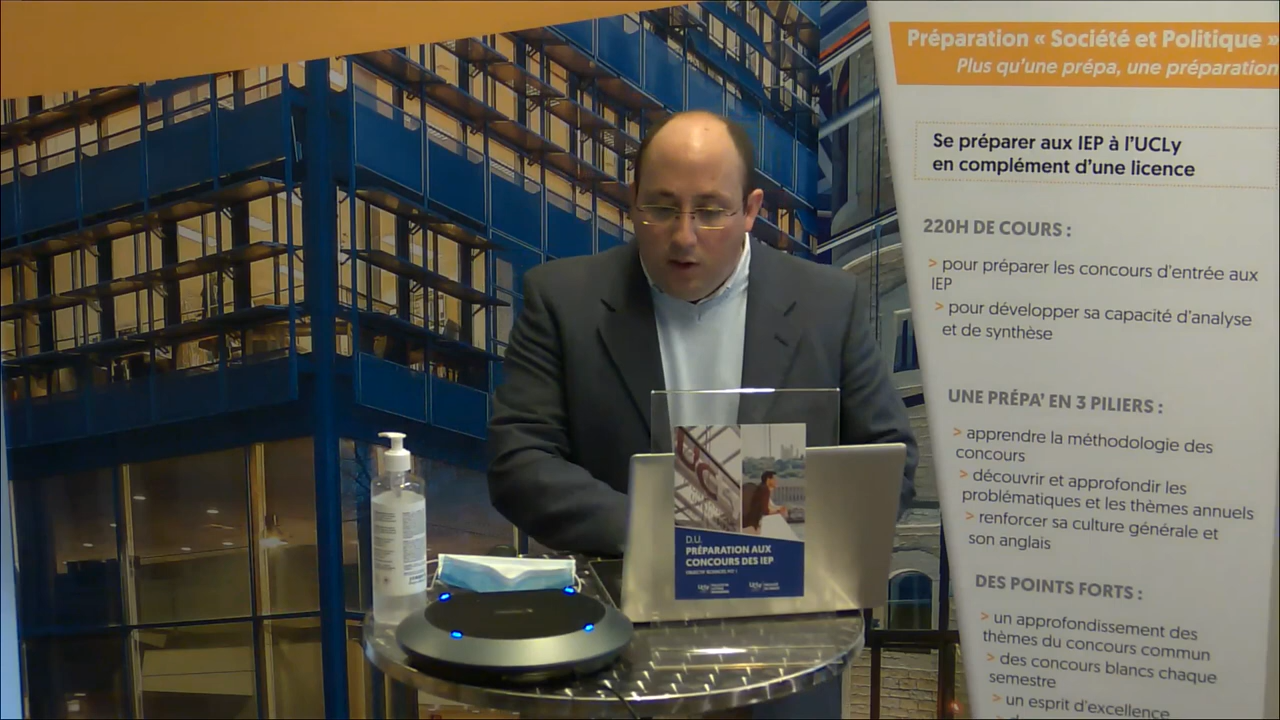 Préparation « Société et Politique »
Plus qu'une prépa, une préparation
Se préparer aux IEP à l'UCLy
en complément d'une licence
220H DE COURS :
> pour préparer les concours d'entrée aux
IEP
> pour développer sa capacité d'analyse
et de synthèse
UNE PRÉPA' EN 3 PILIERS :
> apprendre la méthodologie des
concours
> découvrir et approfondir les
problématiques et les thèmes annuels
> renforcer sa culture générale et
son anglais
DES POINTS FORTS :
> un approfondissement des
thèmes du concours commun
> des concours blancs chaque
semestre
> un esprit d'excellence
D.U.
PRÉPARATION AUX
CONCOURS DES IEP